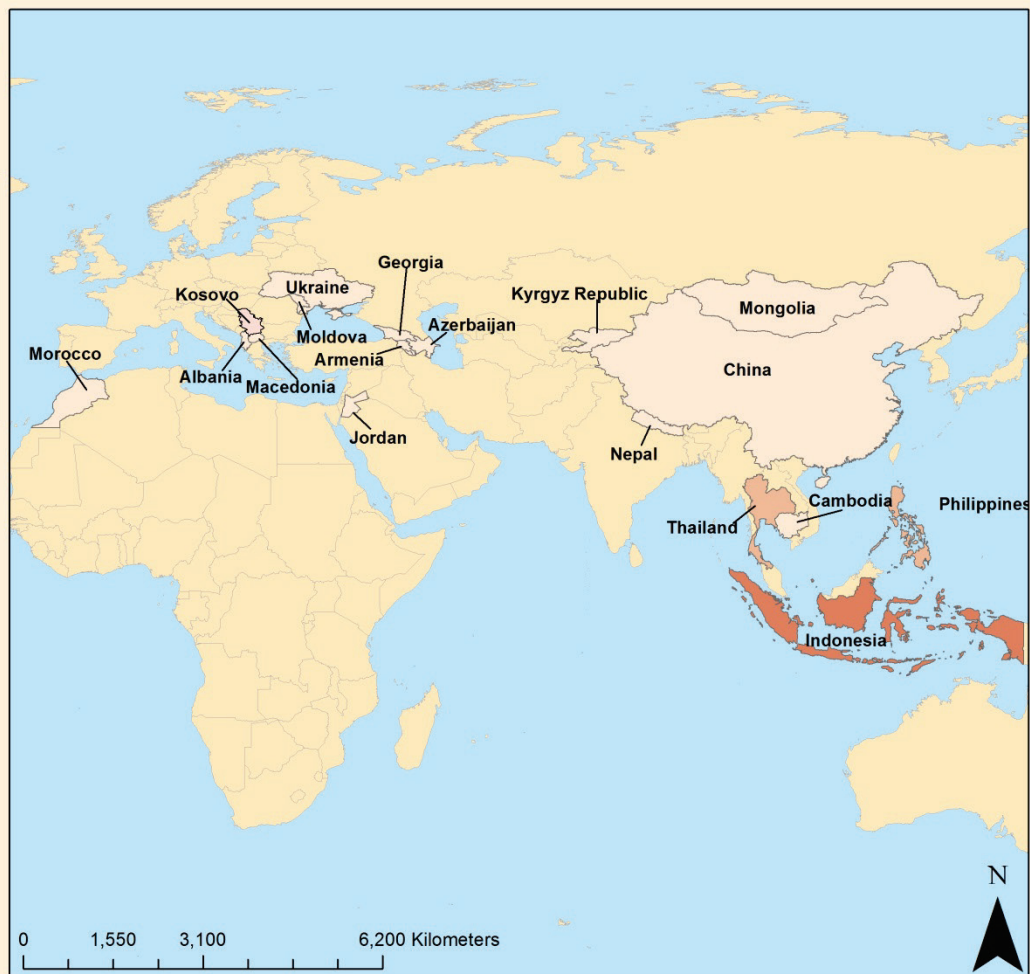 Georgia
Ukraine
Kosovo
Kyrgyz Republic
Mongolia
Moldova
Azerbaijan
Morocco
Armenia
Albania
Macedonia
China
Jordan
Nepal
Cambodia
Philippines
Thailand
Indonesia
N
0 1,550 3,100 6,200 Kilometers